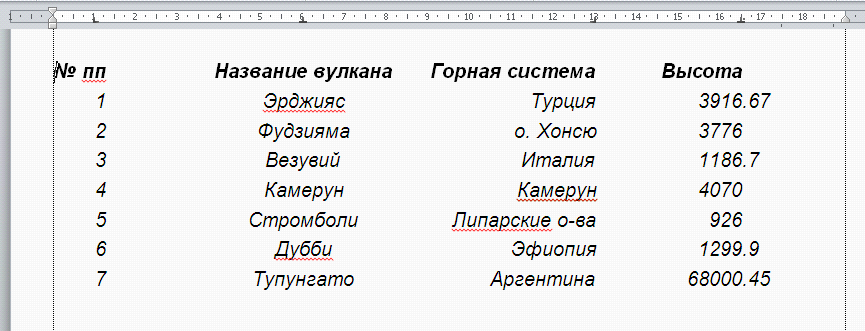 1 1 2 3 4 5 6 7 8 9 10 11 12 13 14 15 16 17 18
№ пп Название вулкана Горная система Высота
1 Эрджияс Турция 3916.67
2 Фудзияма о. Хонсю 3776
3 Везувий Италия 1186.7
4 Камерун Камерун 4070
5 Стромболи Липарские о-ва 926
6 Дубби Эфиопия 1299.9
7 Тупунгато Аргентина 68000.45